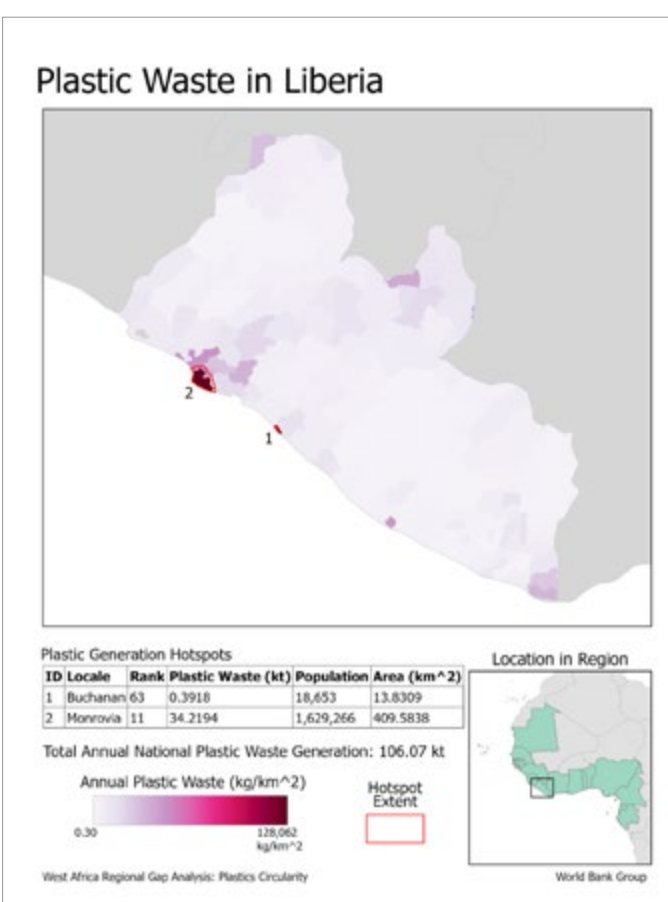 Plastic Waste in Liberia
2
1
Plastic Generation Hotspots
ID Locale Rank Plastic Waste (kt) Population Area (km^2)
1 Buchanan 63 0.3918 18,653 13.8309
2 Monrovia 11 34.2194 1,629,266 409.5838
Total Annual National Plastic Waste Generation: 106.07 kt
Annual Plastic Waste (kg/km^2)
0.30 128,062
kg/km^2
Hotspot
Extent
Location in Region
West Africa Regional Gap Analysis: Plastics Circularity
World Bank Group